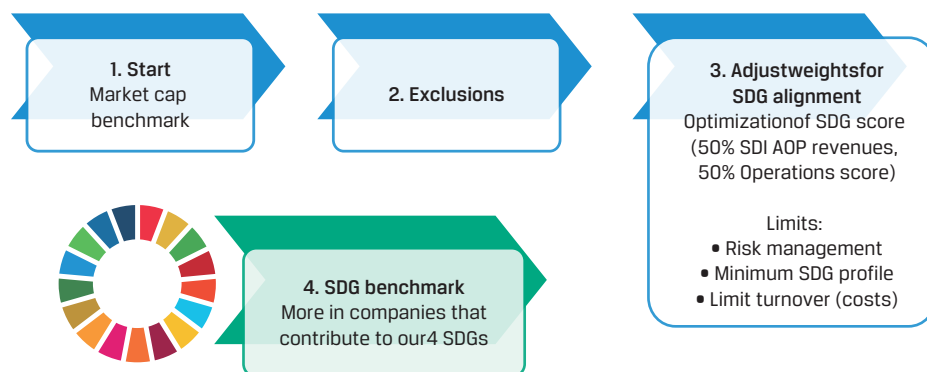 1. Start
Market cap
benchmark
2. Exclusions
3. Adjustweightsfor
SDG alignment
Optimizationof SDG score
(50% SDI AOP revenues,
50% Operations score)
Limits:
• Risk management
• Minimum SDG profile
• Limit turnover (costs)
4. SDG benchmark
More in companies that
contribute to our4 SDGs